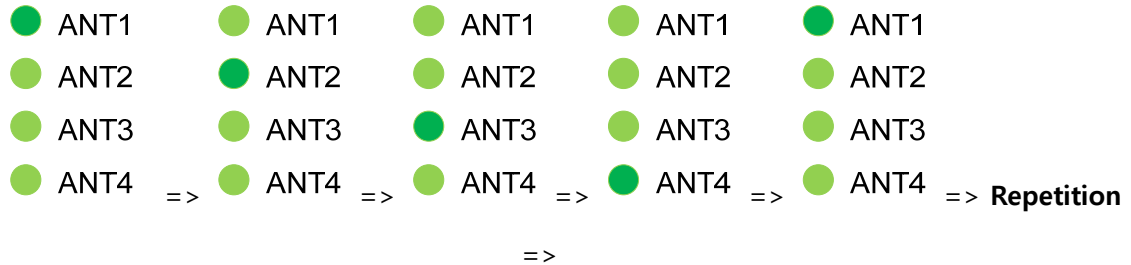 ANT1 ANT1 ANT1 ANT1 ANT1
ANT2 ANT2 ANT2 ANT2 ANT2
ANT3 ANT3 ANT3 ANT3 ANT3
ANT4 => ANT4 => ANT4 => ANT4 => ANT4 => Repetition
=>